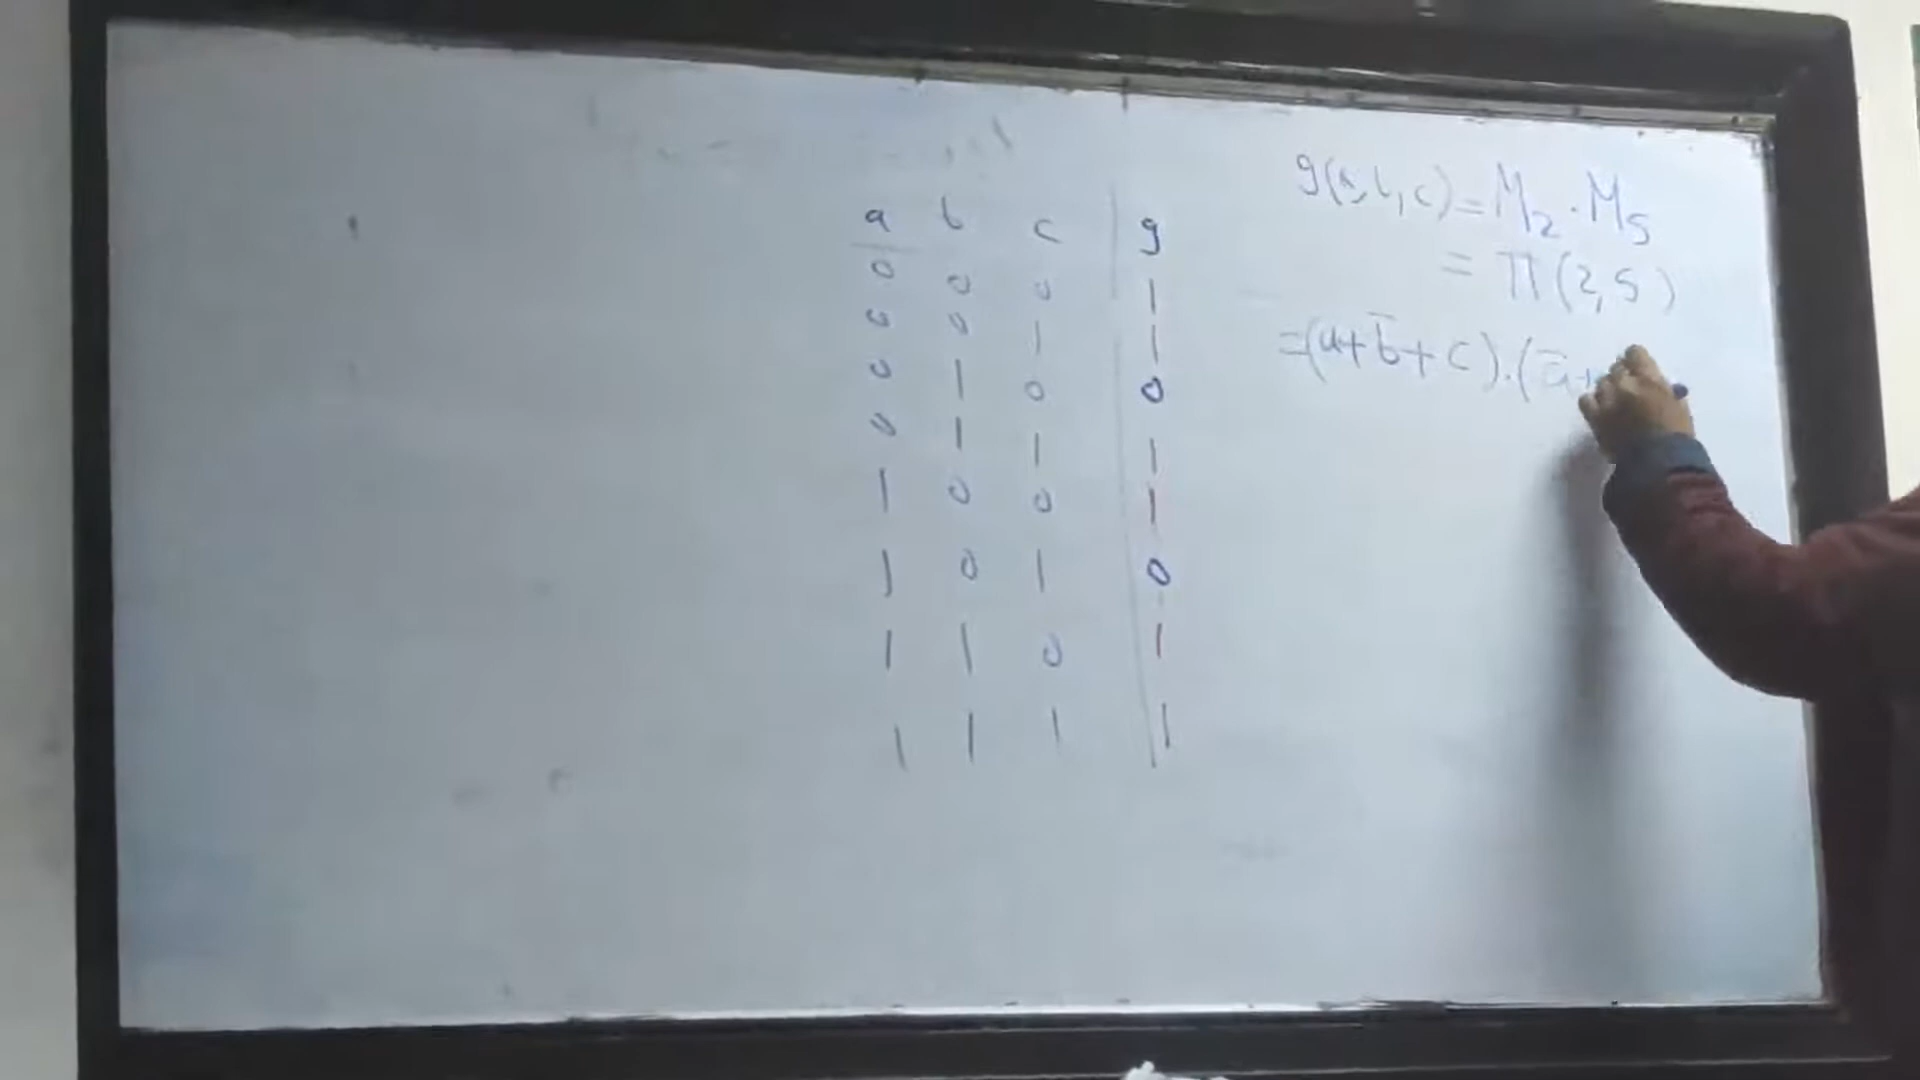 a b c g
0 0 0 1
0 0 1 1
0 1 0 0
0 1 1 1
1 0 0 1
1 0 1 0
1 1 0 1
1 1 1 1
g(a,b,c) = M₂ · M₅
= Π(2,5)
= (a+b̅+c)·(a̅+